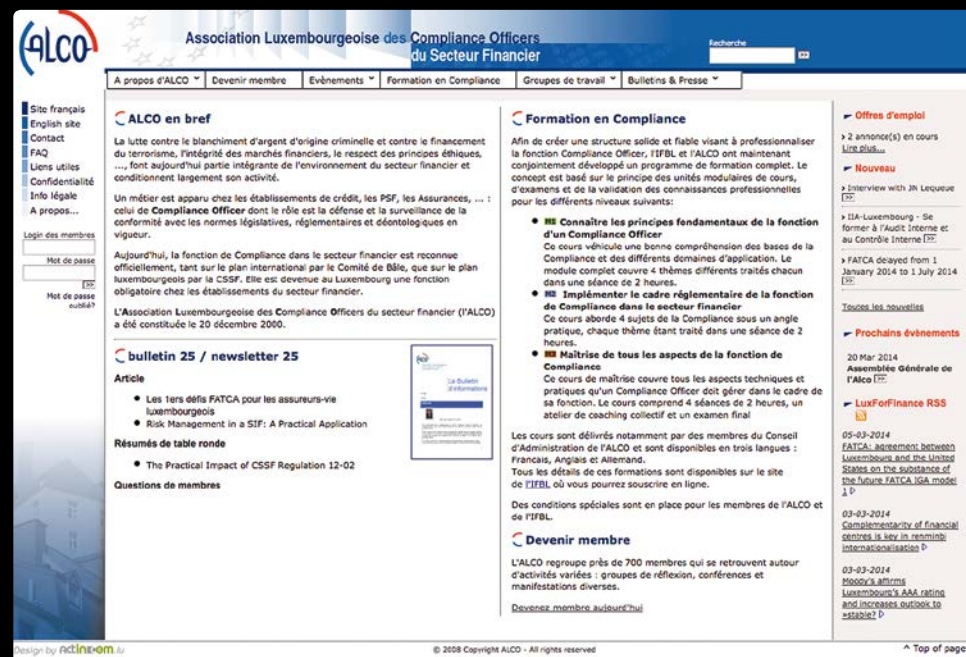 ALCO
Association Luxembourgeoise des Compliance Officers
du Secteur Financier
Recherche
A propos d'ALCO
Devenir membre
Evènements
Formation en Compliance
Groupes de travail
Bulletins & Presse
Site français
English site
Contact
FAQ
Liens utiles
Confidentialité
Info légale
A propos...
Login des membres
Mot de passe
>>
Mot de passe
oublié?
ALCO en bref
La lutte contre le blanchiment d'argent d'origine criminelle et contre le financement
du terrorisme, l'intégrité des marchés financiers, le respect des principes éthiques,
..., font aujourd'hui partie intégrante de l'environnement du secteur financier et
conditionnent largement son activité.
Un métier est apparu chez les établissements de crédit, les PSF, les Assurances, ... :
celui de Compliance Officer dont le rôle est la défense et la surveillance de la
conformité avec les normes législatives, réglementaires et déontologiques en
vigueur.
Aujourd'hui, la fonction de Compliance dans le secteur financier est reconnue
officiellement, tant sur le plan international par le Comité de Bâle, que sur le plan
luxembourgeois par la CSSF. Elle est devenue au Luxembourg une fonction
obligatoire chez les établissements du secteur financier.
L'Association Luxembourgeoise des Compliance Officers du secteur financier (l'ALCO)
a été constituée le 20 décembre 2000.
bulletin 25 / newsletter 25
Article
Les 1ers défis FATCA pour les assureurs-vie
luxembourgeois
Risk Management in a SIF: A Practical Application
Résumés de table ronde
The Practical Impact of CSSF Regulation 12-02
Questions de membres
Le Bulletin
d'informations
Formation en Compliance
Afin de créer une structure solide et fiable visant à professionnaliser
la fonction Compliance Officer, l'IFBL et l'ALCO ont maintenant
conjointement développé un programme de formation complet. Le
concept est basé sur le principe des unités modulaires de cours,
d'examens et de la validation des connaissances professionnelles
pour les différents niveaux suivants:
M1 Connaître les principes fondamentaux de la fonction
d'un Compliance Officer
Ce cours véhicule une bonne compréhension des bases de la
Compliance et des différents domaines d'application. Le
module complet couvre 4 thèmes différents traités chacun
dans une séance de 2 heures.
M2 Implémenter le cadre réglementaire de la fonction
de Compliance dans le secteur financier
Ce cours aborde 4 sujets de la Compliance sous un angle
pratique, chaque thème étant traité dans une séance de 2
heures.
M3 Maîtrise de tous les aspects de la fonction de
Compliance
Ce cours de maîtrise couvre tous les aspects techniques et
pratiques qu'un Compliance Officer doit gérer dans le cadre de
sa fonction. Le cours comprend 4 séances de 2 heures, un
atelier de coaching collectif et un examen final
Les cours sont délivrés notamment par des membres du Conseil
d'Administration de l'ALCO et sont disponibles en trois langues :
Francais, Anglais et Allemand.
Tous les détails de ces formations sont disponibles sur le site
de l'IFBL où vous pourrez souscrire en ligne.
Des conditions spéciales sont en place pour les membres de l'ALCO et
de l'IFBL.
Devenir membre
L'ALCO regroupe près de 700 membres qui se retrouvent autour
d'activités variées : groupes de réflexion, conférences et
manifestations diverses.
Devenez membre aujourd'hui
Offres d'emploi
> 2 annonce(s) en cours
Lire plus...
Nouveau
> Interview with JN Lequeue
>>
> IIA-Luxembourg - Se
former à l'Audit Interne et
au Contrôle Interne >>
> FATCA delayed from 1
January 2014 to 1 July 2014
>>
Toutes les nouvelles
Prochains évènements
20 Mar 2014
Assemblée Générale de
l'Alco >>
LuxForFinance RSS
05-03-2014
FATCA: agreement between
Luxembourg and the United
States on the substance of
the future FATCA IGA model
1
03-03-2014
Complementarity of financial
centres is key in renminbi
internationalisation
03-03-2014
Moody's affirms
Luxembourg's AAA rating
and increases outlook to
»stable?
Design by actincom.lu
© 2008 Copyright ALCO - All rights reserved
^ Top of page